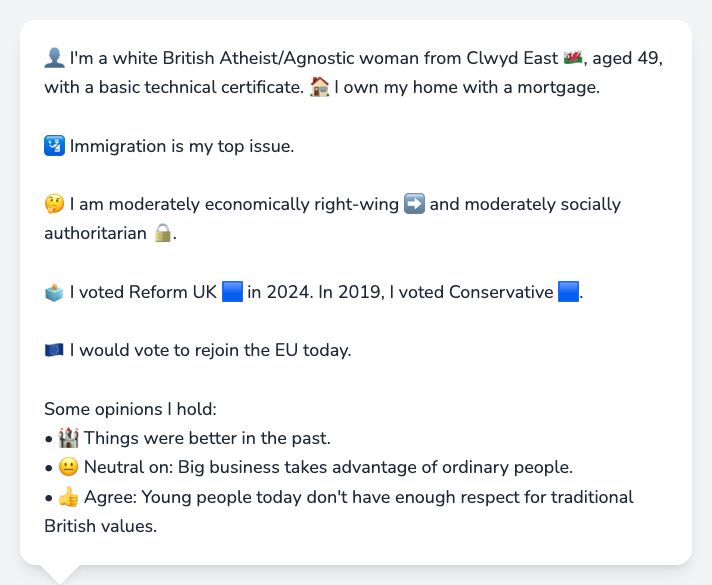 👤 I'm a white British Atheist/Agnostic woman from Clwyd East 🏴󠁧󠁢󠁷󠁬󠁳󠁿, aged 49,
with a basic technical certificate. 🏠 I own my home with a mortgage.
🛂 Immigration is my top issue.
🤔 I am moderately economically right-wing ➡️ and moderately socially
authoritarian 🔒.
🗳️ I voted Reform UK 🟦 in 2024. In 2019, I voted Conservative 🟦.
🇪🇺 I would vote to rejoin the EU today.
Some opinions I hold:
• 🏰 Things were better in the past.
• 😐 Neutral on: Big business takes advantage of ordinary people.
• 👍 Agree: Young people today don't have enough respect for traditional
British values.